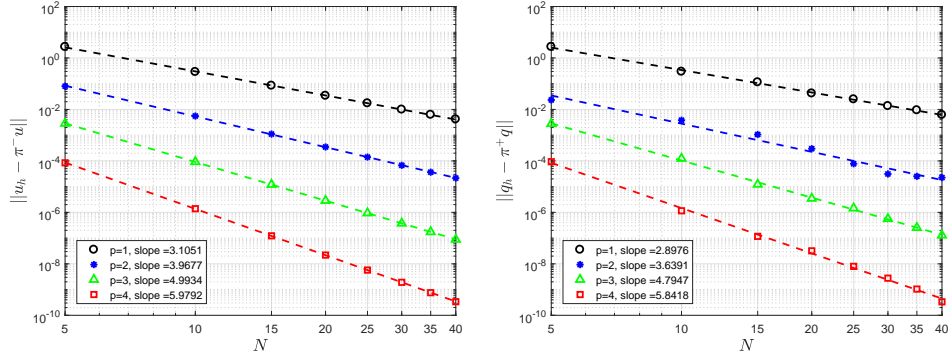 10^2
10^0
10^-2
10^-4
10^-6
10^-8
10^-10
||u_h − π^− u||
p=1, slope =3.1051
p=2, slope =3.9677
p=3, slope =4.9934
p=4, slope =5.9792
5 10 15 20 25 30 35 40
N
10^2
10^0
10^-2
10^-4
10^-6
10^-8
10^-10
||q_h − π^+ q||
p=1, slope =2.8976
p=2, slope =3.6391
p=3, slope =4.7947
p=4, slope =5.8418
5 10 15 20 25 30 35 40
N